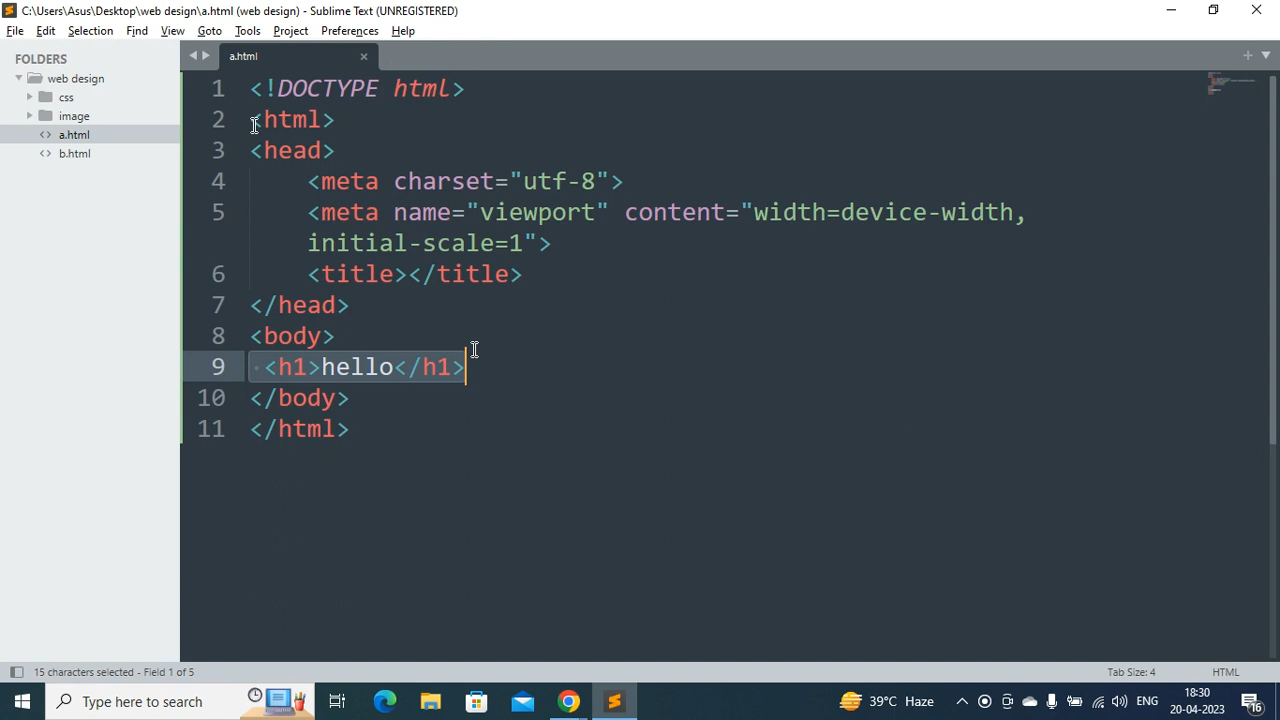 C:\Users\Asus\Desktop\web design\a.html (web design) - Sublime Text (UNREGISTERED)
File Edit Selection Find View Goto Tools Project Preferences Help
FOLDERS
web design
css
image
a.html
b.html
a.html
1 <!DOCTYPE html>
2 <html>
3 <head>
4 <meta charset="utf-8">
5 <meta name="viewport" content="width=device-width,
initial-scale=1">
6 <title></title>
7 </head>
8 <body>
9 <h1>hello</h1>
10 </body>
11 </html>
15 characters selected - Field 1 of 5
Tab Size: 4
HTML
Type here to search
39°C Haze
ENG
18:30
20-04-2023
16